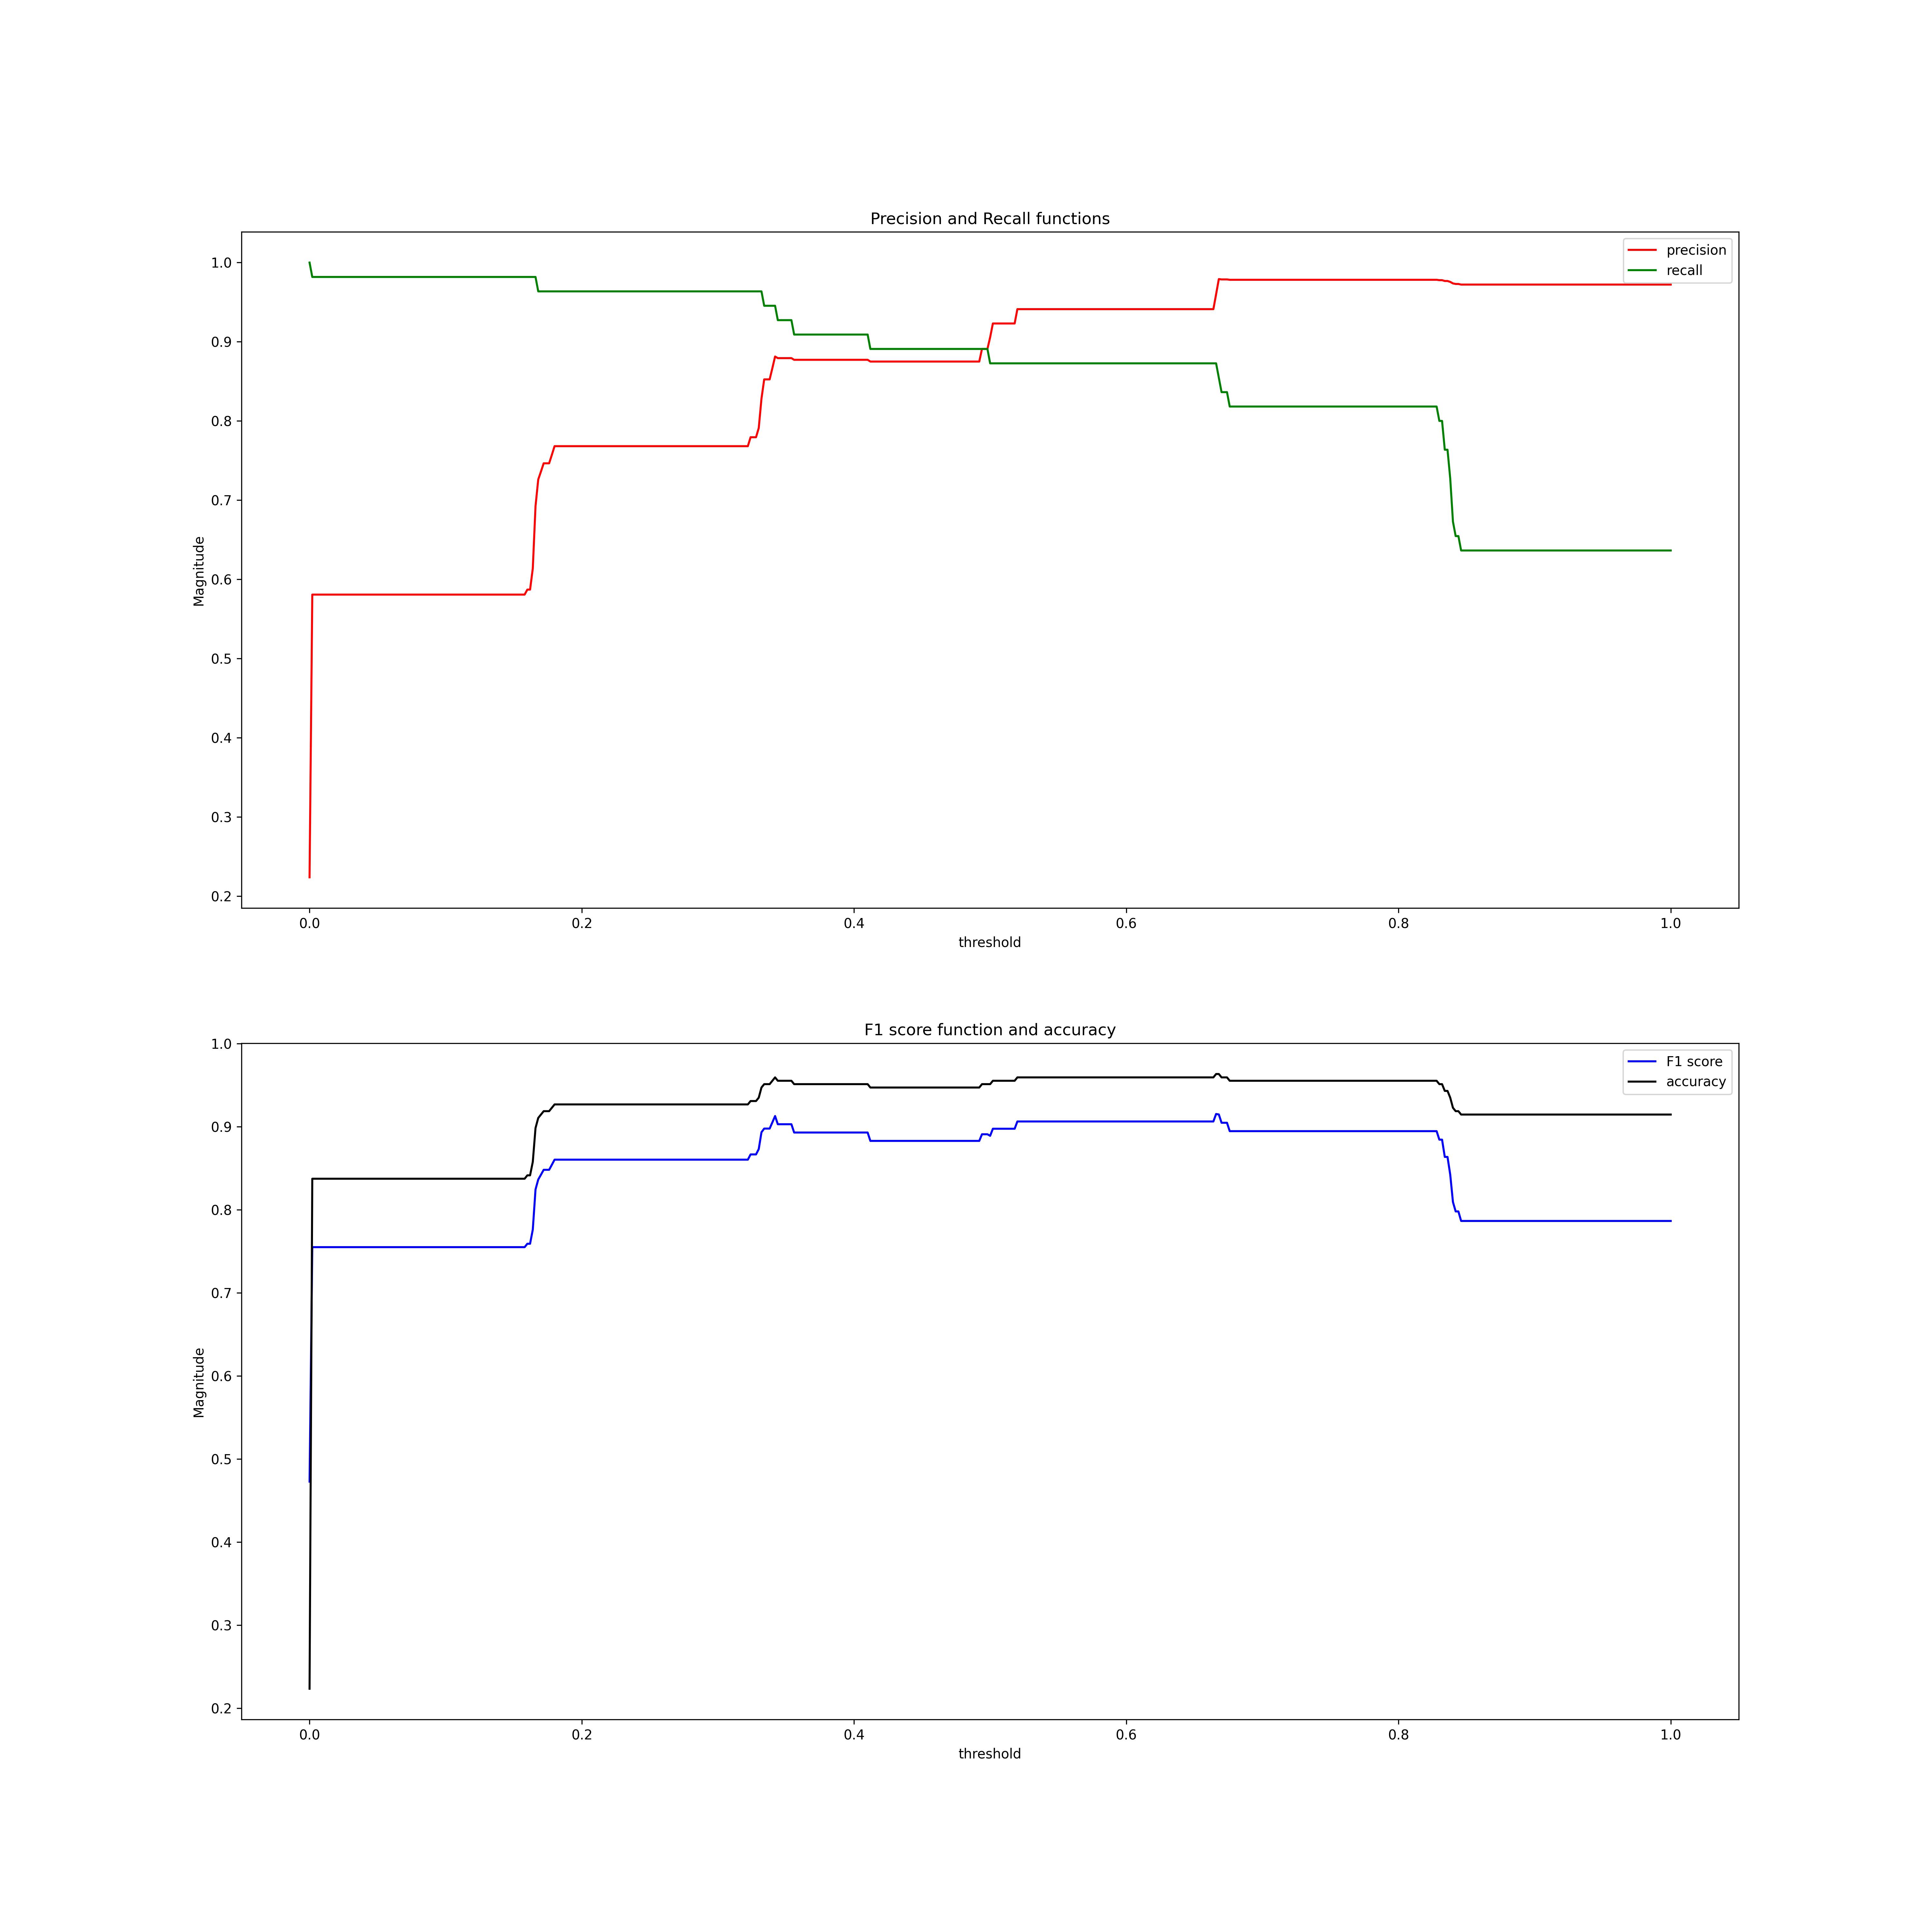 Precision and Recall functions
precision
recall
1.0
0.9
0.8
0.7
0.6
0.5
0.4
0.3
0.2
Magnitude
0.0 0.2 0.4 0.6 0.8 1.0
threshold
F1 score function and accuracy
F1 score
accuracy
1.0
0.9
0.8
0.7
0.6
0.5
0.4
0.3
0.2
Magnitude
0.0 0.2 0.4 0.6 0.8 1.0
threshold